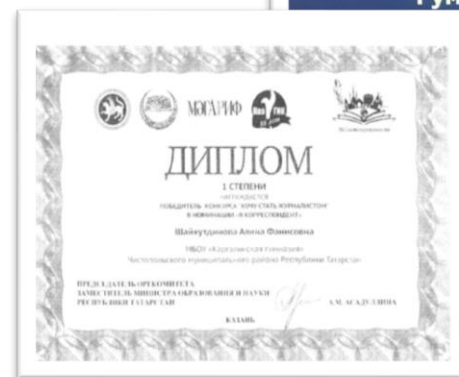 МӘГАРИФ
ДИПЛОМ
1 СТЕПЕНИ
НАГРАЖДАЕТСЯ
ПОБЕДИТЕЛЬ КОНКУРСА "ХОЧУ СТАТЬ ЖУРНАЛИСТОМ"
В НОМИНАЦИИ «Я КОРРЕСПОНДЕНТ»
Шайхутдинова Алина Фанисовна
МБОУ «Каргалинская гимназия»
Чистопольского муниципального района Республики Татарстан
ПРЕДСЕДАТЕЛЬ ОРГКОМИТЕТА
ЗАМЕСТИТЕЛЬ МИНИСТРА ОБРАЗОВАНИЯ И НАУКИ
РЕСПУБЛИКИ ТАТАРСТАН А.М. АСАДУЛЛИНА
КАЗАНЬ